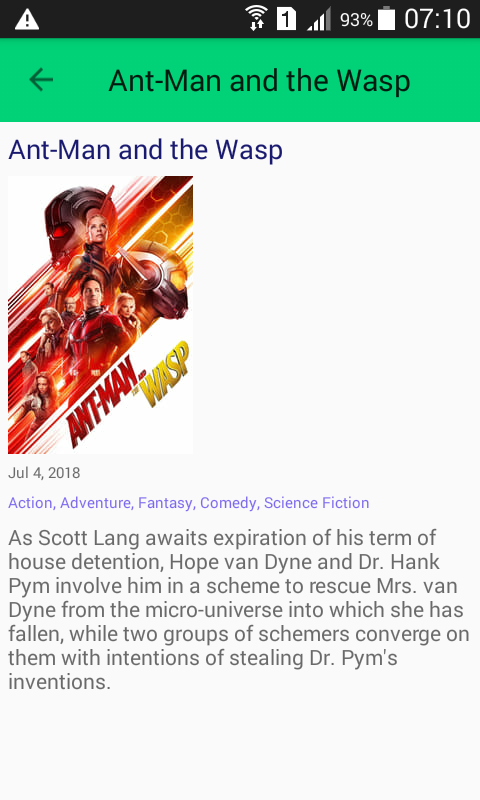 1 93% 07:10
Ant-Man and the Wasp
Ant-Man and the Wasp
ANT-MAN
AND THE
WASP
Jul 4, 2018
Action, Adventure, Fantasy, Comedy, Science Fiction
As Scott Lang awaits expiration of his term of
house detention, Hope van Dyne and Dr. Hank
Pym involve him in a scheme to rescue Mrs. van
Dyne from the micro-universe into which she has
fallen, while two groups of schemers converge on
them with intentions of stealing Dr. Pym's
inventions.